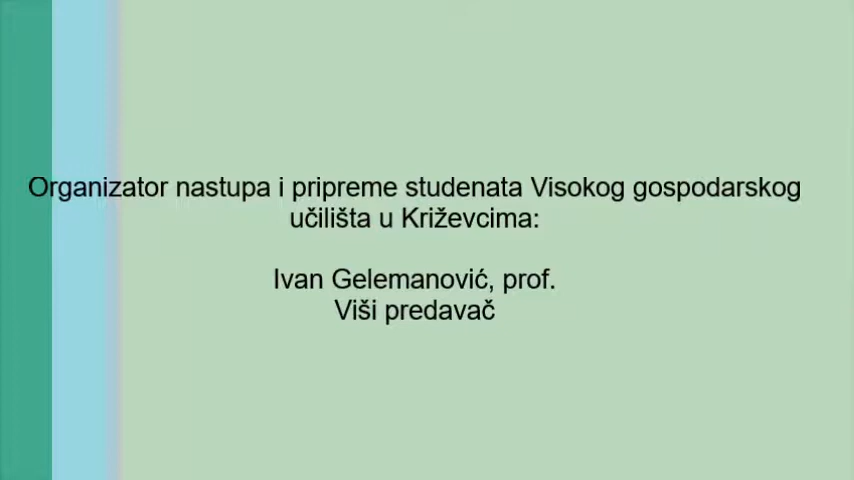 Organizator nastupa i pripreme studenata Visokog gospodarskog
učilišta u Križevcima:
Ivan Gelemanović, prof.
Viši predavač